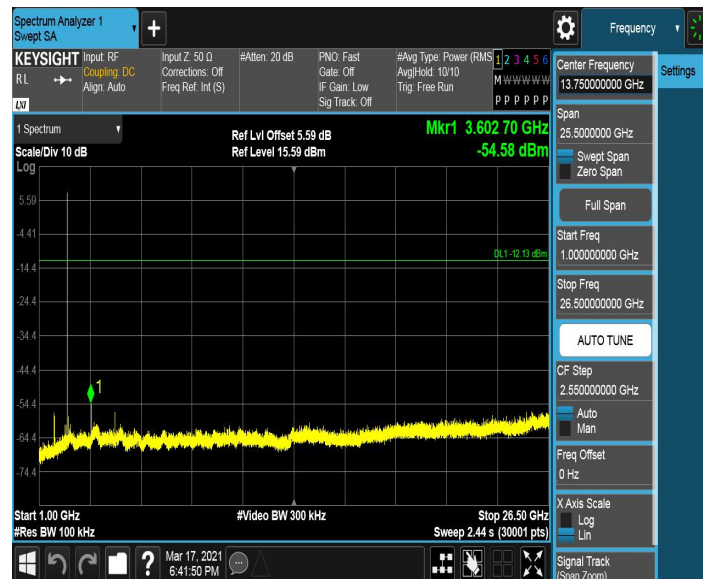 Spectrum Analyzer 1
Swept SA
Frequency
KEYSIGHT
RL
LXI
Input: RF
Coupling: DC
Align: Auto
Input Z: 50 Ω
Corrections: Off
Freq Ref: Int (S)
#Atten: 20 dB
PNO: Fast
Gate: Off
IF Gain: Low
Sig Track: Off
#Avg Type: Power (RMS
Avg|Hold: 10/10
Trig: Free Run
1 2 3 4 5 6
M W W W W W
P P P P P P
Center Frequency
13.750000000 GHz
Settings
Span
25.5000000 GHz
Swept Span
Zero Span
Full Span
Start Freq
1.000000000 GHz
Stop Freq
26.500000000 GHz
AUTO TUNE
CF Step
2.550000000 GHz
Auto
Man
Freq Offset
0 Hz
X Axis Scale
Log
Lin
Signal Track
(Span Zoom)
1 Spectrum
Scale/Div 10 dB
Ref Lvl Offset 5.59 dB
Ref Level 15.59 dBm
Mkr1 3.602 70 GHz
-54.58 dBm
Log
5.59
-4.41
DL1 -12.13 dBm
-14.4
-24.4
-34.4
-44.4
1
-54.4
-64.4
-74.4
Start 1.00 GHz
#Res BW 100 kHz
#Video BW 300 kHz
Stop 26.50 GHz
Sweep 2.44 s (30001 pts)
?
Mar 17, 2021
6:41:50 PM